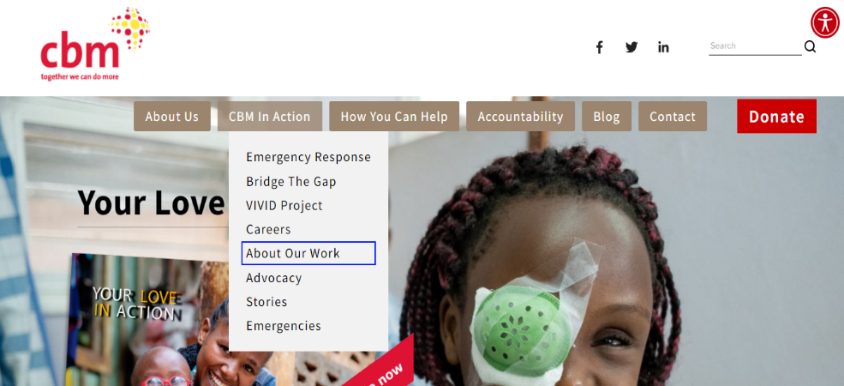 cbm
together we can do more
Search
About Us
CBM In Action
How You Can Help
Accountability
Blog
Contact
Donate
Emergency Response
Bridge The Gap
VIVID Project
Careers
About Our Work
Advocacy
Stories
Emergencies
Your Love
YOUR LOVE
IN ACTION
now